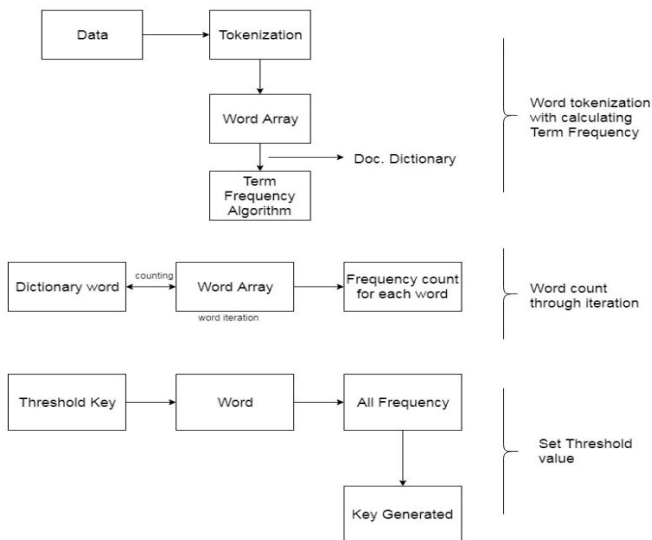 Data
Tokenization
Word Array
Doc. Dictionary
Term
Frequency
Algorithm
Word tokenization
with calculating
Term Frequency
Dictionary word
counting
Word Array
word iteration
Frequency count
for each word
Word count
through iteration
Threshold Key
Word
All Frequency
Key Generated
Set Threshold
value